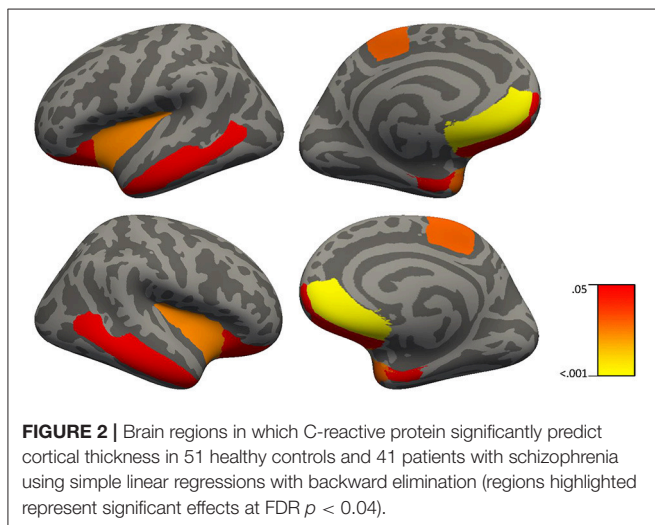 .05
<.001
FIGURE 2 | Brain regions in which C-reactive protein significantly predict
cortical thickness in 51 healthy controls and 41 patients with schizophrenia
using simple linear regressions with backward elimination (regions highlighted
represent significant effects at FDR p < 0.04).